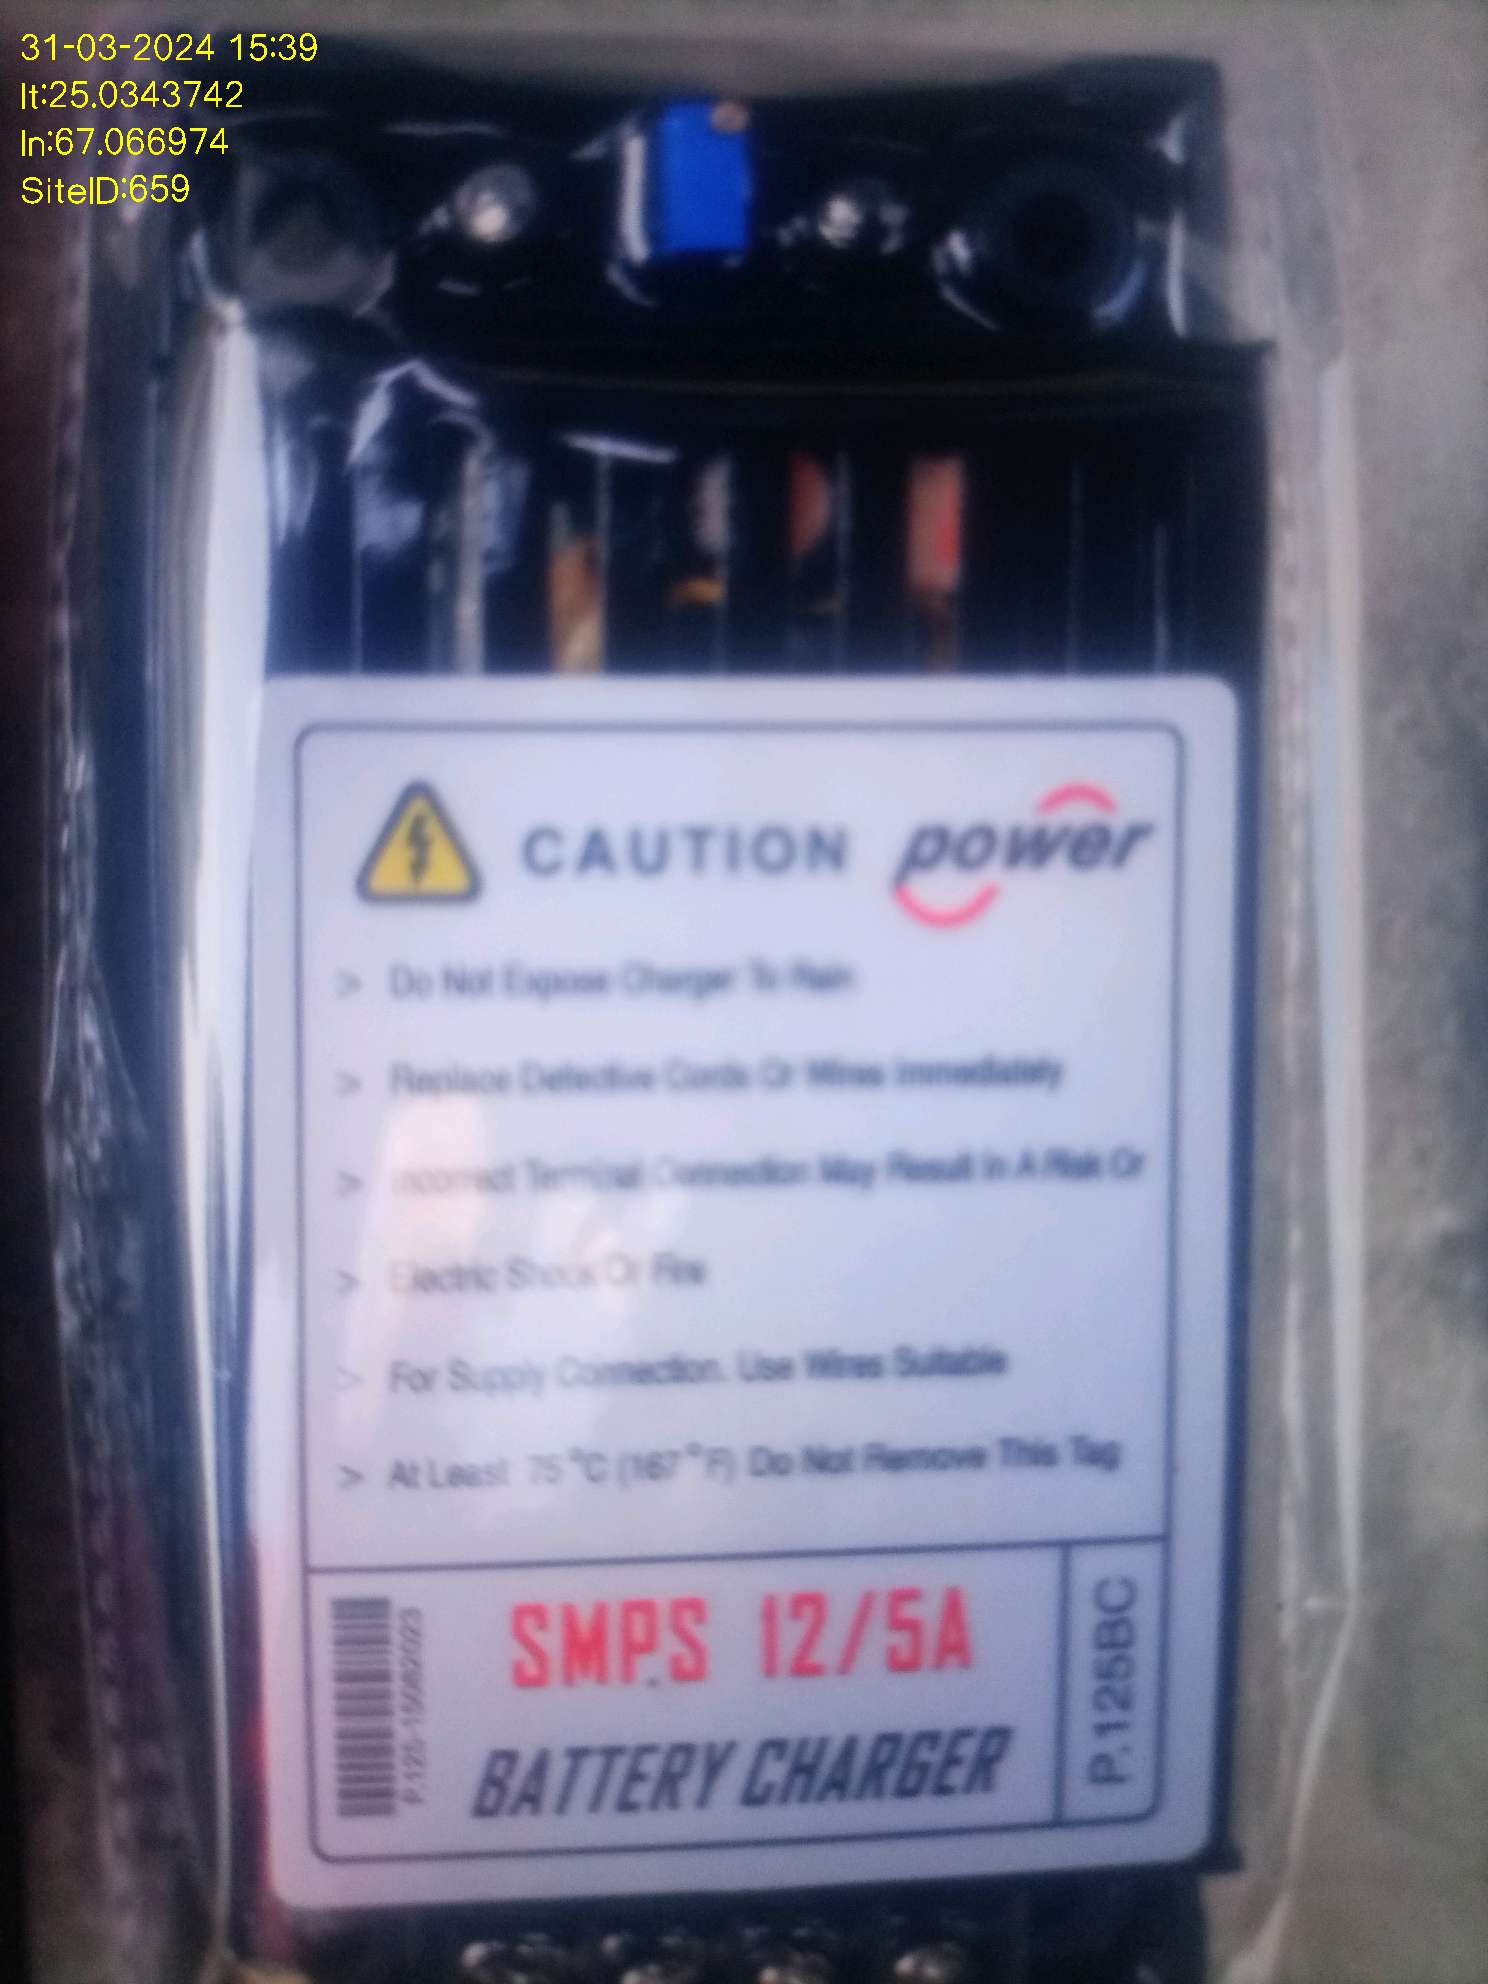 31-03-2024 15:39
lt:25.0343742
ln:67.066974
SiteID:659
CAUTION power
> Do Not Expose Charger To Rain
> Replace Defective Cords Or Wires Immediately
> Incorrect Terminal Connection May Result In A Risk Or
> Electric Shock Or Fire
> For Supply Connection. Use Wires Suitable
> At Least 75°C (167°F) Do Not Remove This Tag
SMPS 12/5A
BATTERY CHARGER
P.125-15082023
P.125BC